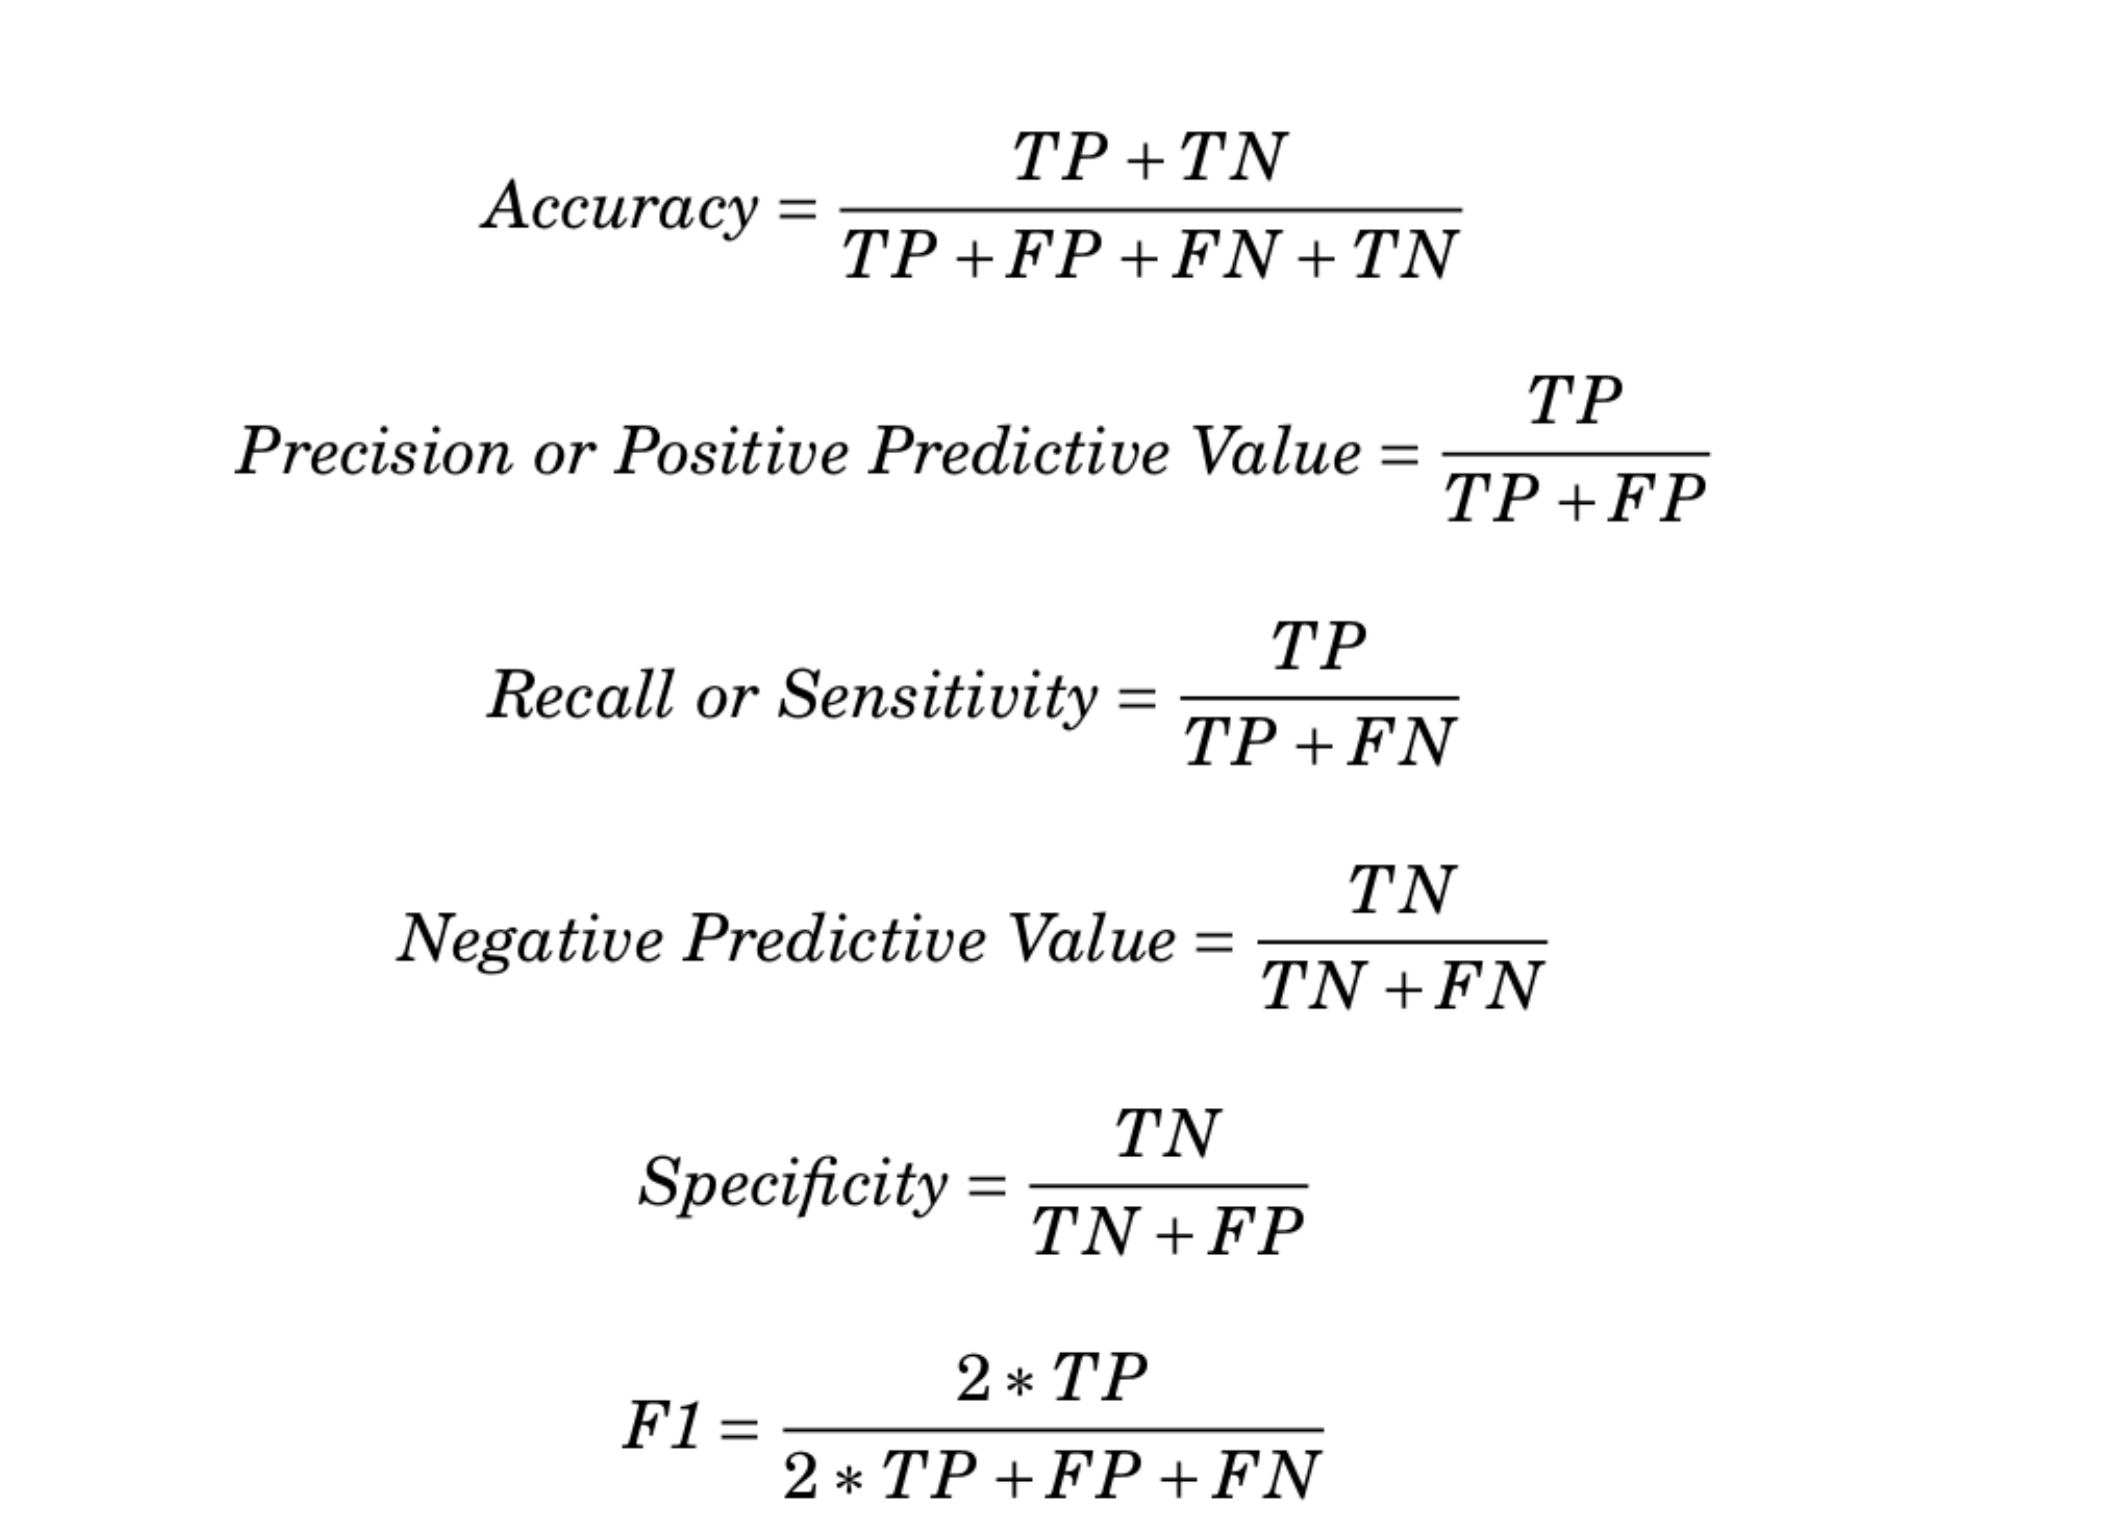 Accuracy = \frac{TP + TN}{TP + FP + FN + TN}
Precision or Positive Predictive Value = \frac{TP}{TP + FP}
Recall or Sensitivity = \frac{TP}{TP + FN}
Negative Predictive Value = \frac{TN}{TN + FN}
Specificity = \frac{TN}{TN + FP}
F1 = \frac{2 * TP}{2 * TP + FP + FN}